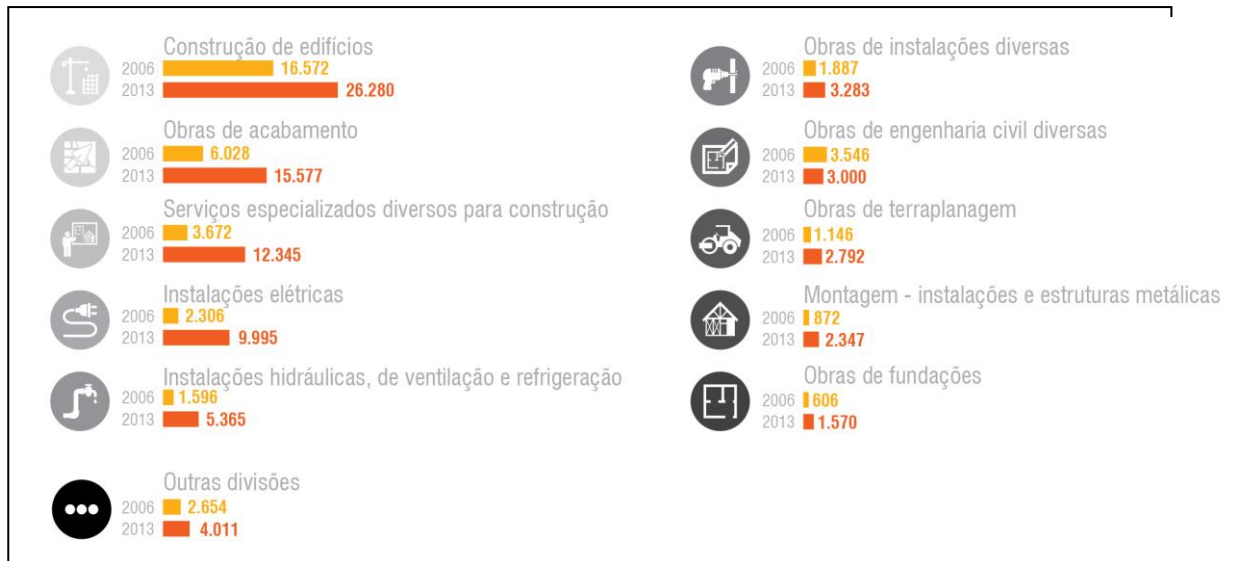 Construção de edifícios
2006 16.572
2013 26.280
Obras de acabamento
2006 6.028
2013 15.577
Serviços especializados diversos para construção
2006 3.672
2013 12.345
Instalações elétricas
2006 2.306
2013 9.995
Instalações hidráulicas, de ventilação e refrigeração
2006 1.596
2013 5.365
Outras divisões
2006 2.654
2013 4.011
Obras de instalações diversas
2006 1.887
2013 3.283
Obras de engenharia civil diversas
2006 3.546
2013 3.000
Obras de terraplanagem
2006 1.146
2013 2.792
Montagem - instalações e estruturas metálicas
2006 872
2013 2.347
Obras de fundações
2006 606
2013 1.570